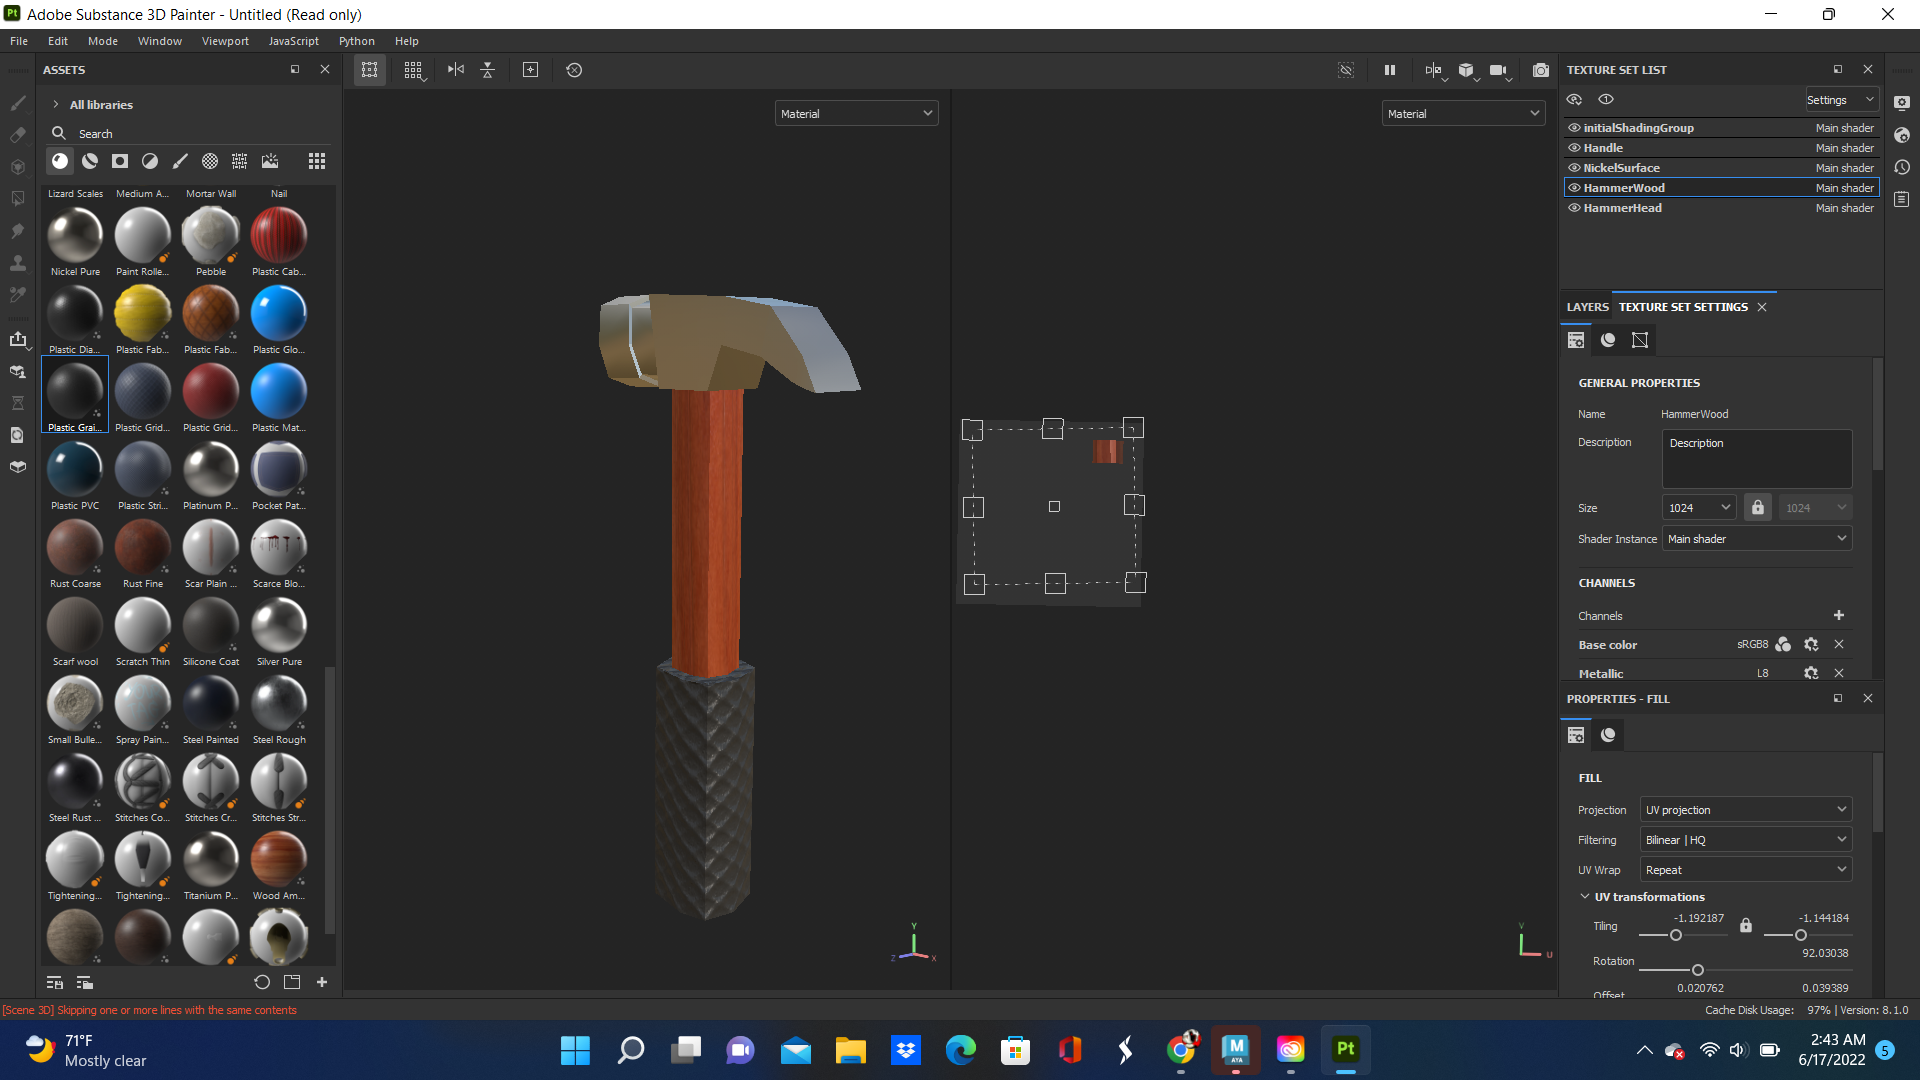 Pt Adobe Substance 3D Painter - Untitled (Read only)
File Edit Mode Window Viewport JavaScript Python Help
ASSETS
All libraries
Search
Lizard Scales Medium A... Mortar Wall Nail
Nickel Pure Paint Rolle... Pebble Plastic Cab...
Plastic Dia... Plastic Fab... Plastic Fab... Plastic Glo...
Plastic Grai... Plastic Grid... Plastic Grid... Plastic Mat...
Plastic PVC Plastic Stri... Platinum P... Pocket Pat...
Rust Coarse Rust Fine Scar Plain ... Scarce Blo...
Scarf wool Scratch Thin Silicone Coat Silver Pure
Small Bulle... Spray Pain... Steel Painted Steel Rough
Steel Rust ... Stitches Co... Stitches Cr... Stitches Str...
Tightening... Tightening... Titanium P... Wood Am...
Material
Y
Z
X
Material
V
U
TEXTURE SET LIST
Settings
initialShadingGroup Main shader
Handle Main shader
NickelSurface Main shader
HammerWood Main shader
HammerHead Main shader
LAYERS TEXTURE SET SETTINGS
GENERAL PROPERTIES
Name HammerWood
Description Description
Size 1024 1024
Shader Instance Main shader
CHANNELS
Channels
Base color sRGB8
Metallic L8
PROPERTIES - FILL
FILL
Projection UV projection
Filtering Bilinear | HQ
UV Wrap Repeat
UV transformations
Tiling -1.192187 -1.144184
Rotation 92.03038
Offset 0.020762 0.039389
[Scene 3D] Skipping one or more lines with the same contents
Cache Disk Usage: 97% | Version: 8.1.0
71°F
Mostly clear
M
AYA
Pt
2:43 AM
6/17/2022
5